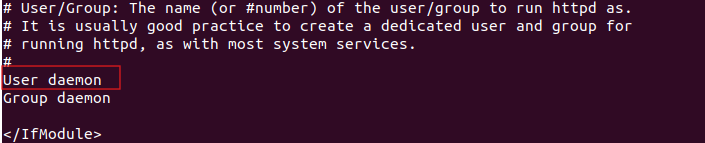 # User/Group: The name (or #number) of the user/group to run httpd as.
# It is usually good practice to create a dedicated user and group for
# running httpd, as with most system services.
#
User daemon
Group daemon
</IfModule>